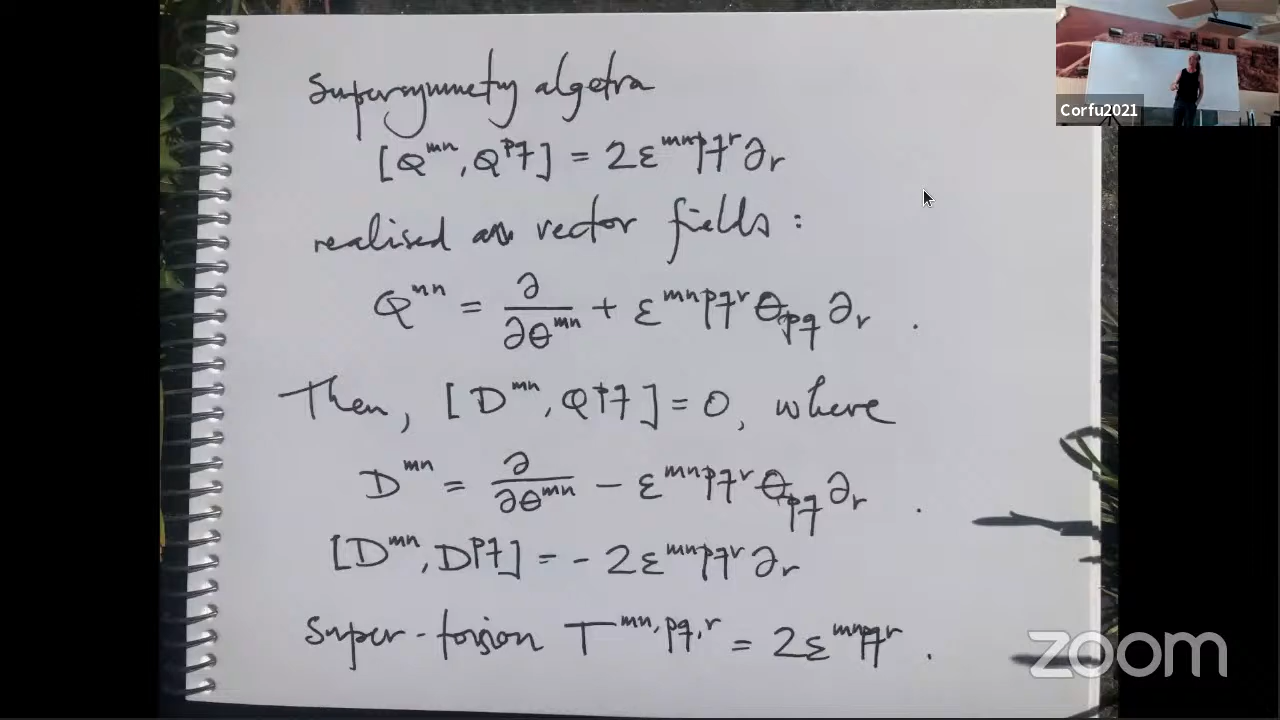 Supersymmetry algebra
[Q^{mn}, Q^{pq}] = 2ε^{mnpqr}∂_r
realised as vector fields:
Q^{mn} = ∂/∂θ^{mn} + ε^{mnpqr}θ_{pq}∂_r .
Then, [D^{mn}, Q^{pq}] = 0, where
D^{mn} = ∂/∂θ^{mn} - ε^{mnpqr}θ_{pq}∂_r .
[D^{mn}, D^{pq}] = -2ε^{mnpqr}∂_r
Super-torsion T^{mn,pq,r} = 2ε^{mnpqr} .
Corfu2021
zoom